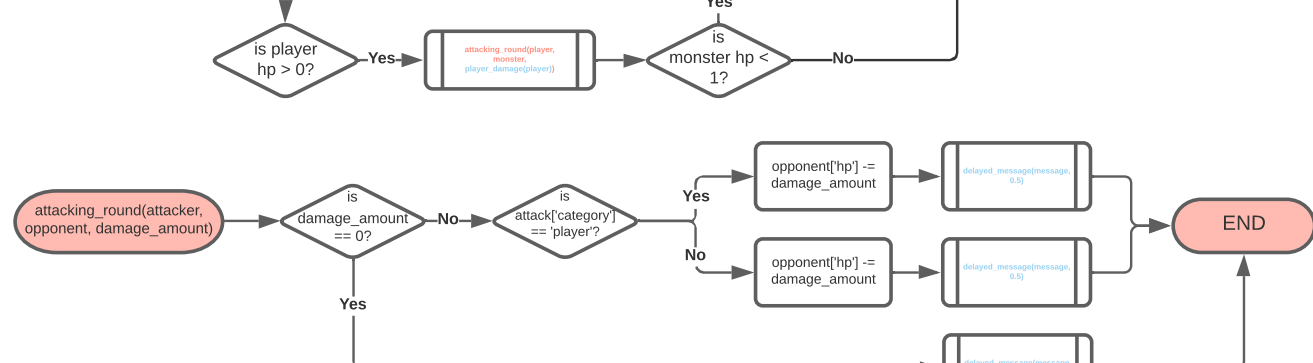 Yes
is player
hp > 0?
Yes
attacking_round(player,
monster,
player_damage(player))
is
monster hp <
1?
No
attacking_round(attacker,
opponent, damage_amount)
is
damage_amount
== 0?
No
is
attack['category']
== 'player'?
Yes
opponent['hp'] -=
damage_amount
delayed_message(message,
0.5)
No
opponent['hp'] -=
damage_amount
delayed_message(message,
0.5)
END
Yes
delayed_message(message,